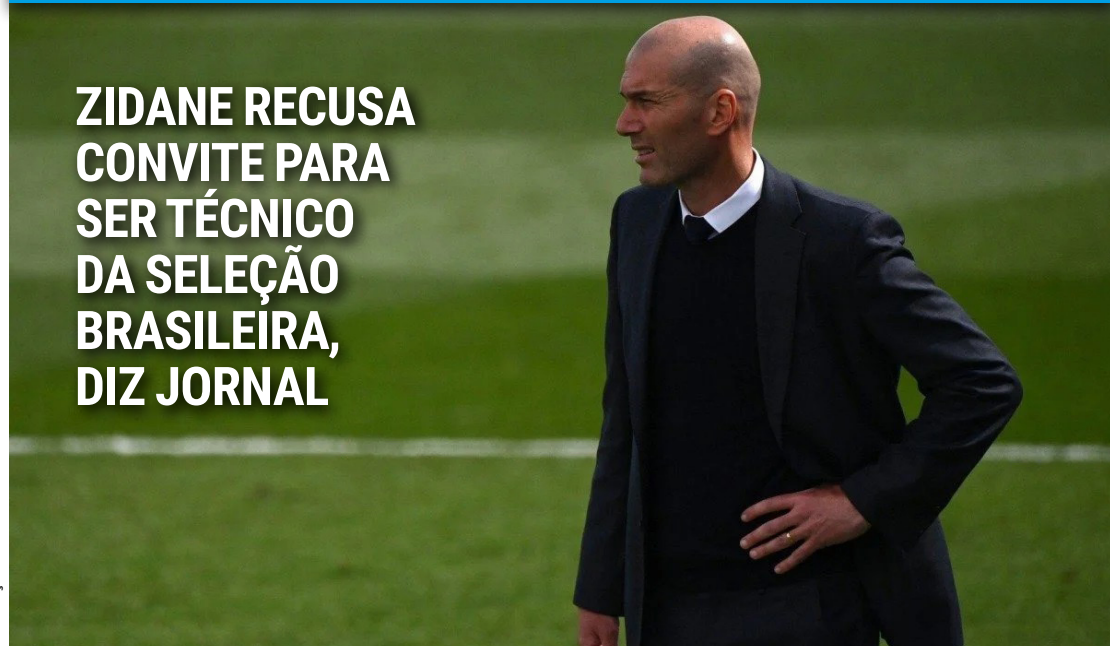 ZIDANE RECUSA
CONVITE PARA
SER TÉCNICO
DA SELEÇÃO
BRASILEIRA,
DIZ JORNAL